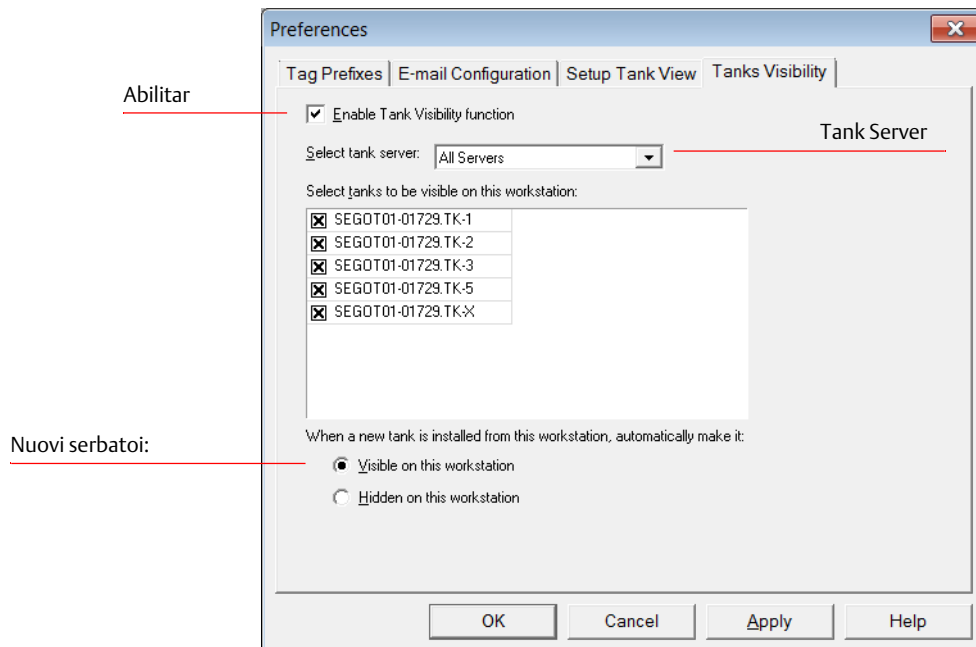 Preferences
Tag Prefixes E-mail Configuration Setup Tank View Tanks Visibility
Abilitar
Enable Tank Visibility function
Tank Server
Select tank server: All Servers
Select tanks to be visible on this workstation:
SEGOT01-01729.TK-1
SEGOT01-01729.TK-2
SEGOT01-01729.TK-3
SEGOT01-01729.TK-5
SEGOT01-01729.TK-X
When a new tank is installed from this workstation, automatically make it:
Nuovi serbatoi:
Visible on this workstation
Hidden on this workstation
OK Cancel Apply Help